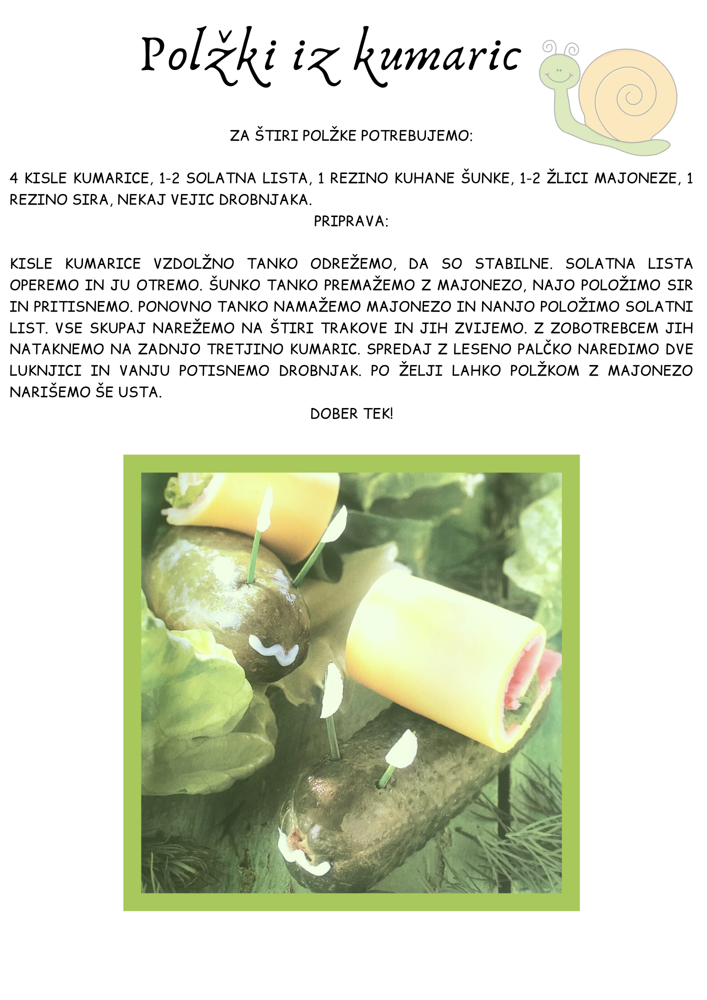 Polžki iz kumaric
ZA ŠTIRI POLŽKE POTREBUJEMO:
4 KISLE KUMARICE, 1-2 SOLATNA LISTA, 1 REZINO KUHANE ŠUNKE, 1-2 ŽLICI MAJONEZE, 1
REZINO SIRA, NEKAJ VEJIC DROBNJAKA.
PRIPRAVA:
KISLE KUMARICE VZDOLŽNO TANKO ODREŽEMO, DA SO STABILNE. SOLATNA LISTA
OPEREMO IN JU OTREMO. ŠUNKO TANKO PREMAŽEMO Z MAJONEZO, NAJO POLOŽIMO SIR
IN PRITISNEMO. PONOVNO TANKO NAMAŽEMO MAJONEZO IN NANJO POLOŽIMO SOLATNI
LIST. VSE SKUPAJ NAREŽEMO NA ŠTIRI TRAKOVE IN JIH ZVIJEMO. Z ZOBOTREBCEM JIH
NATAKNEMO NA ZADNJO TRETJINO KUMARIC. SPREDAJ Z LESENO PALČKO NAREDIMO DVE
LUKNJICI IN VANJU POTISNEMO DROBNJAK. PO ŽELJI LAHKO POLŽKOM Z MAJONEZO
NARIŠEMO ŠE USTA.
DOBER TEK!